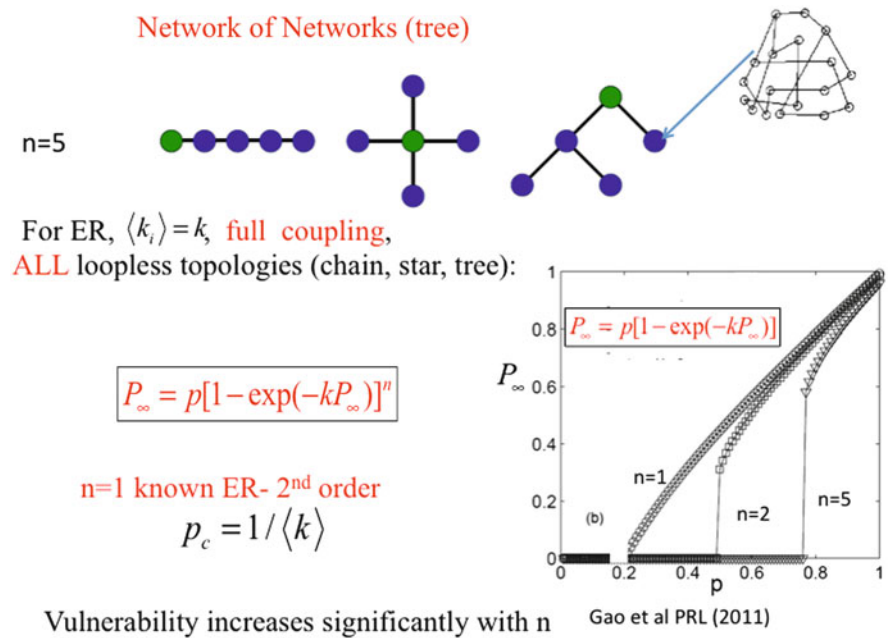 Network of Networks (tree)
n=5
For ER, ⟨k_i⟩ = k, full coupling,
ALL loopless topologies (chain, star, tree):
P_∞ = p[1−exp(−kP_∞)]^n
n=1 known ER- 2nd order
p_c = 1/⟨k⟩
P_∞ = p[1−exp(−kP_∞)]
P_∞
1
0.8
0.6
0.4
0.2
0
n=1
n=2
n=5
(b)
0 0.2 0.4 0.6 0.8 1
p
Vulnerability increases significantly with n
Gao et al PRL (2011)